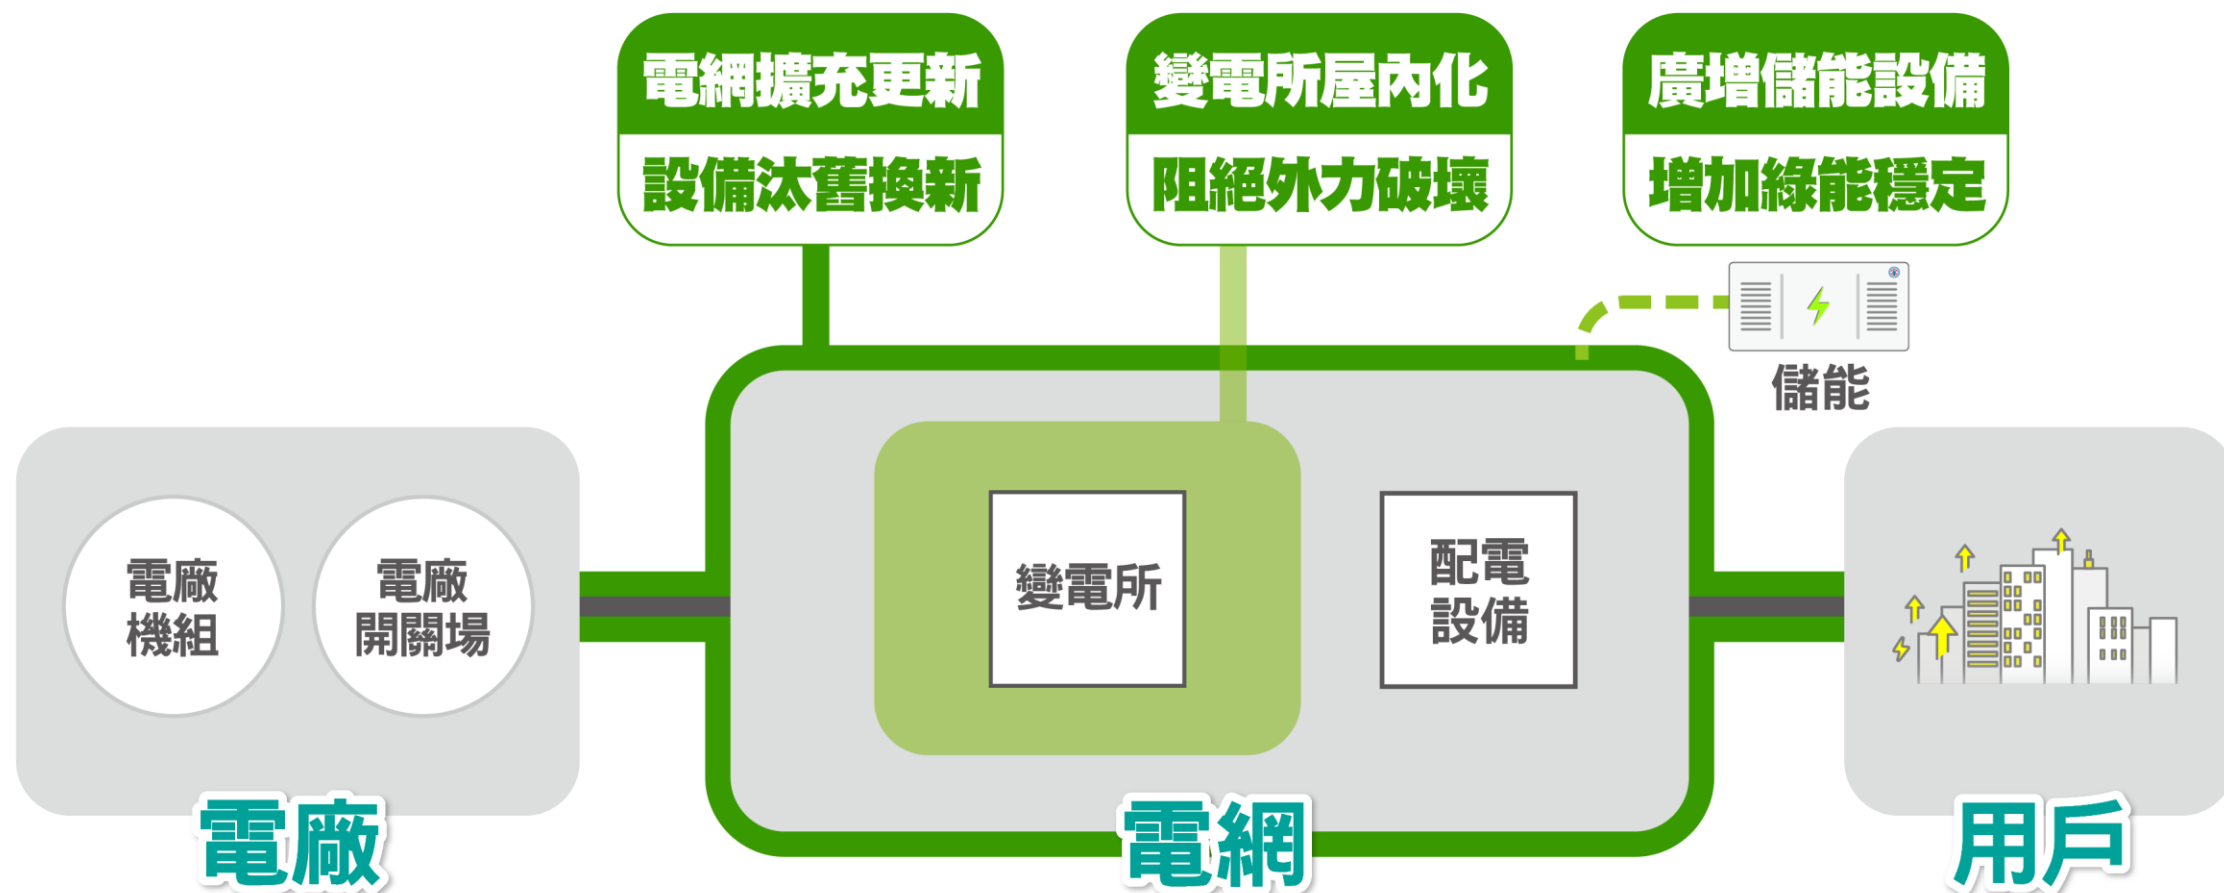 電網擴充更新
設備汰舊換新
變電所屋內化
阻絕外力破壞
廣增儲能設備
增加綠能穩定
儲能
電廠
機組
電廠
開關場
變電所
配電
設備
電廠
電網
用戶